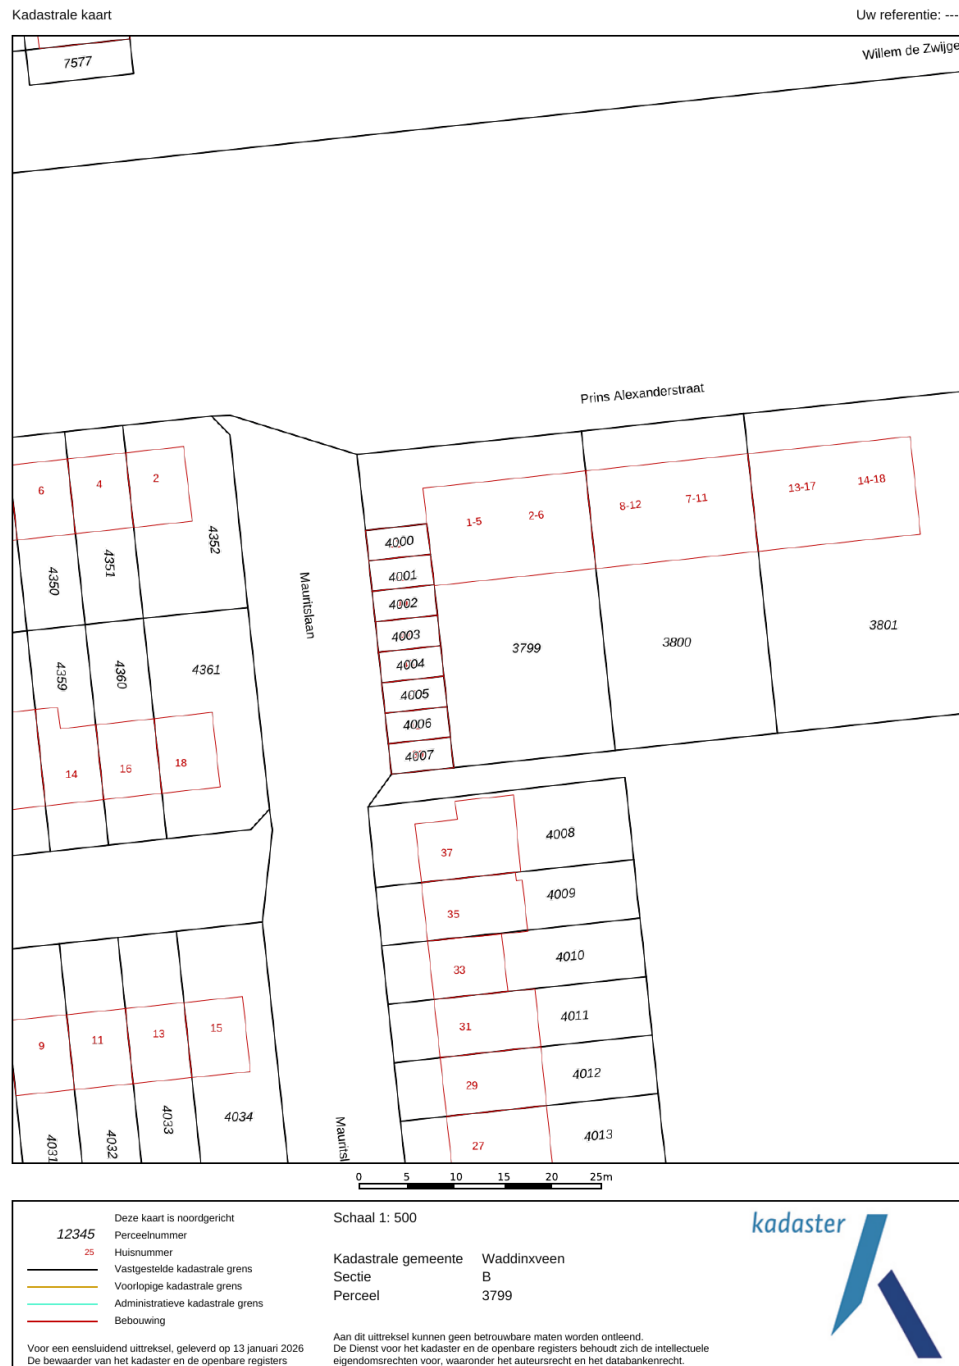 Kadastrale kaart
Uw referentie: ---
7577
Willem de Zwijge
Prins Alexanderstraat
6
4
2
4352
4351
4350
Mauritslaan
1-5
2-6
8-12
7-11
13-17
14-18
4000
4001
4002
4003
4004
4005
4006
4007
3799
3800
3801
4359
4360
4361
14
16
18
37
4008
35
4009
33
4010
31
4011
29
4012
27
4013
9
11
13
15
4031
4032
4033
4034
Mauritsl
0 5 10 15 20 25m
Deze kaart is noordgericht
12345 Perceelnummer
25 Huisnummer
Vastgestelde kadastrale grens
Voorlopige kadastrale grens
Administratieve kadastrale grens
Bebouwing
Voor een eensluidend uittreksel, geleverd op 13 januari 2026
De bewaarder van het kadaster en de openbare registers
Schaal 1: 500
Kadastrale gemeente Waddinxveen
Sectie B
Perceel 3799
Aan dit uittreksel kunnen geen betrouwbare maten worden ontleend.
De Dienst voor het kadaster en de openbare registers behoudt zich de intellectuele
eigendomsrechten voor, waaronder het auteursrecht en het databankenrecht.
kadaster